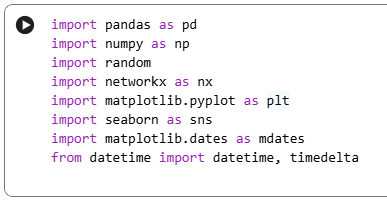 import pandas as pd
import numpy as np
import random
import networkx as nx
import matplotlib.pyplot as plt
import seaborn as sns
import matplotlib.dates as mdates
from datetime import datetime, timedelta